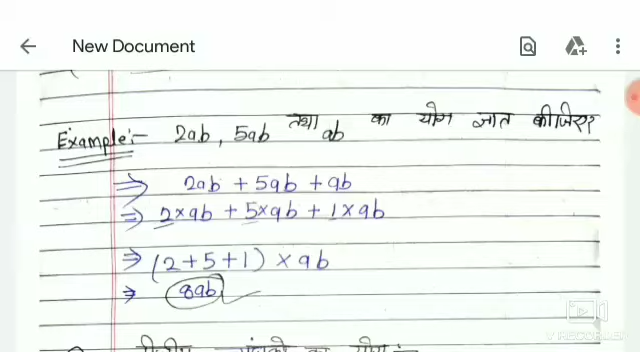 New Document
Example:- 2ab, 5ab तथा ab का योग ज्ञात कीजिए?
⇒ 2ab + 5ab + ab
⇒ 2×ab + 5×ab + 1×ab
⇒ (2+5+1) × ab
⇒ 8ab
का योग :